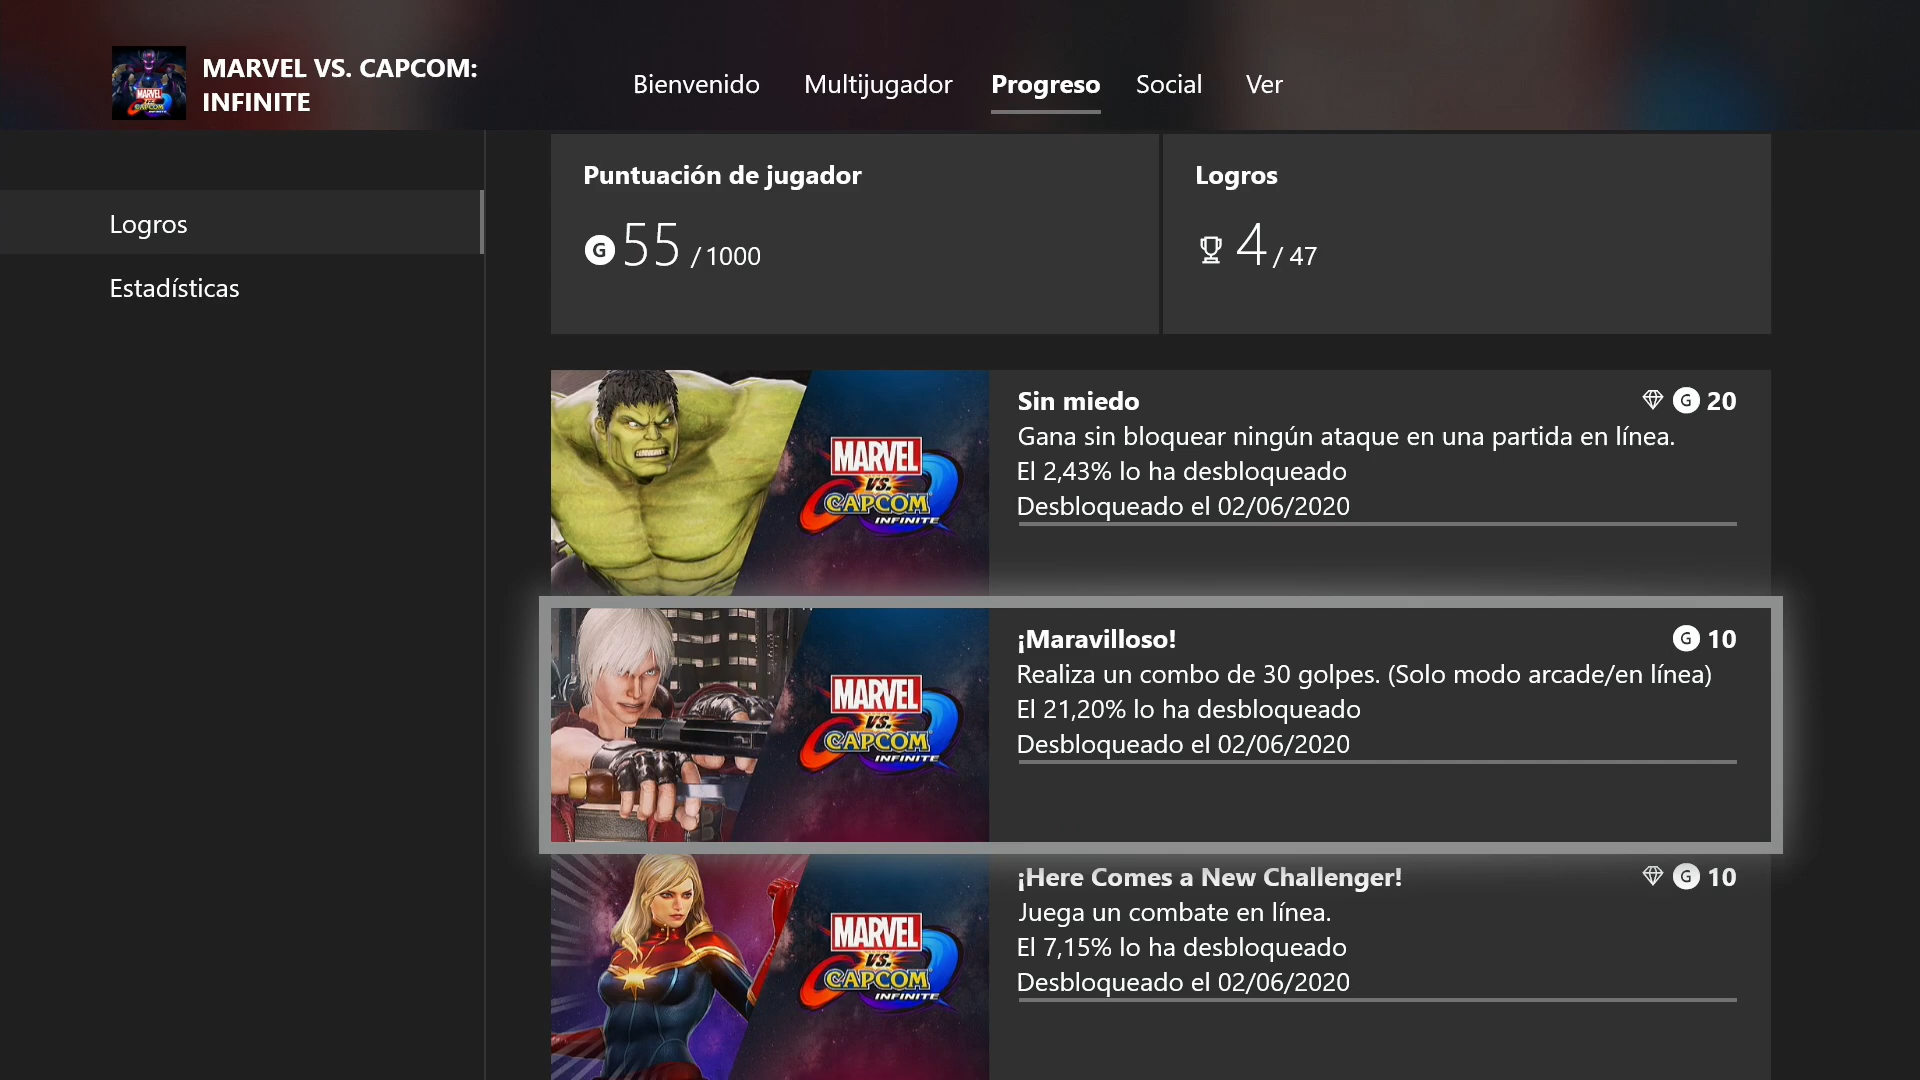 MARVEL VS. CAPCOM:
INFINITE
Bienvenido Multijugador Progreso Social Ver
Logros
Estadísticas
Puntuación de jugador
G 55 / 1000
Logros
4 / 47
MARVEL
VS.
CAPCOM
INFINITE
Sin miedo
G 20
Gana sin bloquear ningún ataque en una partida en línea.
El 2,43% lo ha desbloqueado
Desbloqueado el 02/06/2020
MARVEL
VS.
CAPCOM
INFINITE
¡Maravilloso!
G 10
Realiza un combo de 30 golpes. (Solo modo arcade/en línea)
El 21,20% lo ha desbloqueado
Desbloqueado el 02/06/2020
MARVEL
VS.
CAPCOM
INFINITE
¡Here Comes a New Challenger!
G 10
Juega un combate en línea.
El 7,15% lo ha desbloqueado
Desbloqueado el 02/06/2020